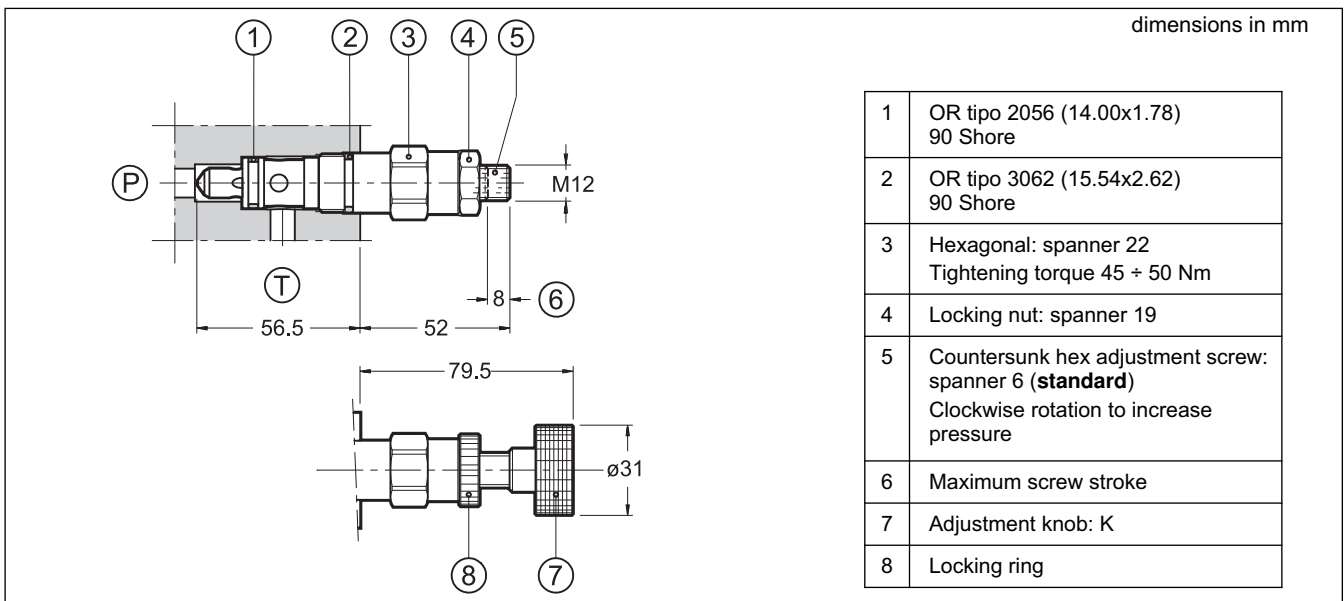 dimensions in mm
1 2 3 4 5
P
M12
T
8 6
56.5 52
79.5
ø31
8 7
1 OR tipo 2056 (14.00x1.78)
90 Shore
2 OR tipo 3062 (15.54x2.62)
90 Shore
3 Hexagonal: spanner 22
Tightening torque 45 ÷ 50 Nm
4 Locking nut: spanner 19
5 Countersunk hex adjustment screw:
spanner 6 (standard)
Clockwise rotation to increase
pressure
6 Maximum screw stroke
7 Adjustment knob: K
8 Locking ring